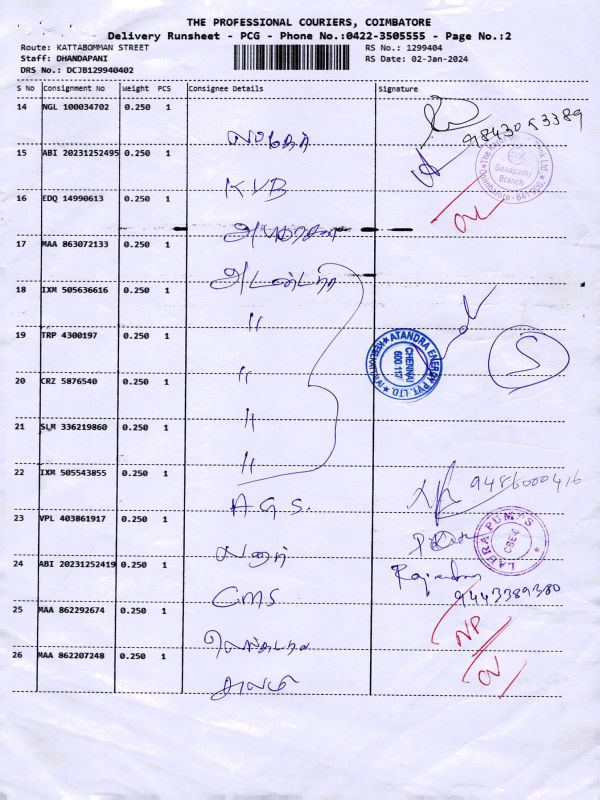 THE PROFESSIONAL COURIERS, COIMBATORE
Delivery Runsheet - PCG - Phone No.:0422-3505555 - Page No.:2
Route: KATTABOMMAN STREET
RS No.: 1299404
Staff: DHANDAPANI
RS Date: 02-Jan-2024
DRS No.: DCJB129940402
S No Consignment No Weight PCS Consignee Details Signature
14 NGL 100034702 0.250 1
9843053389
15 ABI 20231252495 0.250 1
KVB
Ganapathy
Branch
16 EDQ 14990613 0.250 1
17 MAA 863072133 0.250 1
18 IXM 505636616 0.250 1
"
19 TRP 4300197 0.250 1
ATANDRA ENERGY PVT. LTD.
CHENNAI
600 117
S
20 CRZ 5876540 0.250 1
"
21 SLM 336219860 0.250 1
"
22 IXM 505543855 0.250 1
"
9486000416
A.G.S.
23 VPL 403861917 0.250 1
24 ABI 20231252419 0.250 1
CMS
9443389380
25 MAA 862292674 0.250 1
NP
26 MAA 862207248 0.250 1